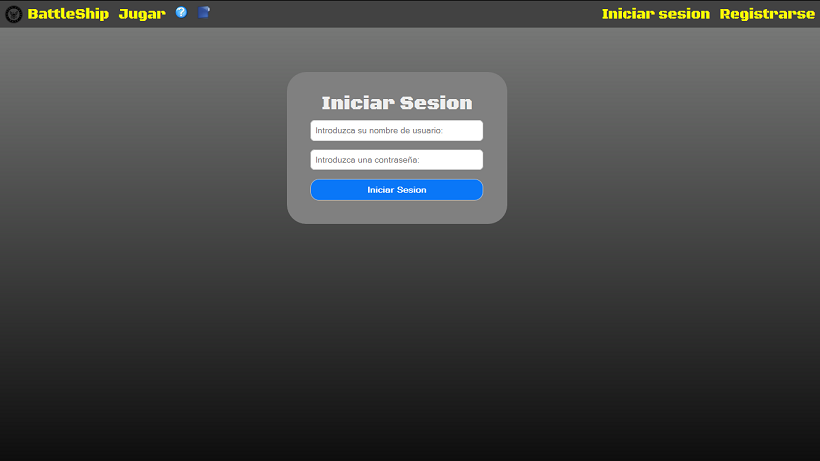 BattleShip Jugar ? Iniciar sesion Registrarse
Iniciar Sesion
Introduzca su nombre de usuario:
Introduzca una contraseña:
Iniciar Sesion